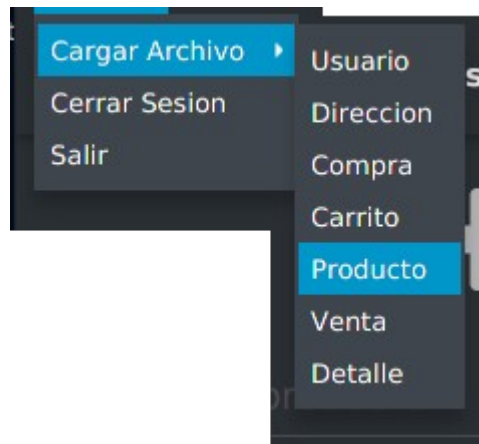 Cargar Archivo
Cerrar Sesion
Salir
Usuario
Direccion
Compra
Carrito
Producto
Venta
Detalle